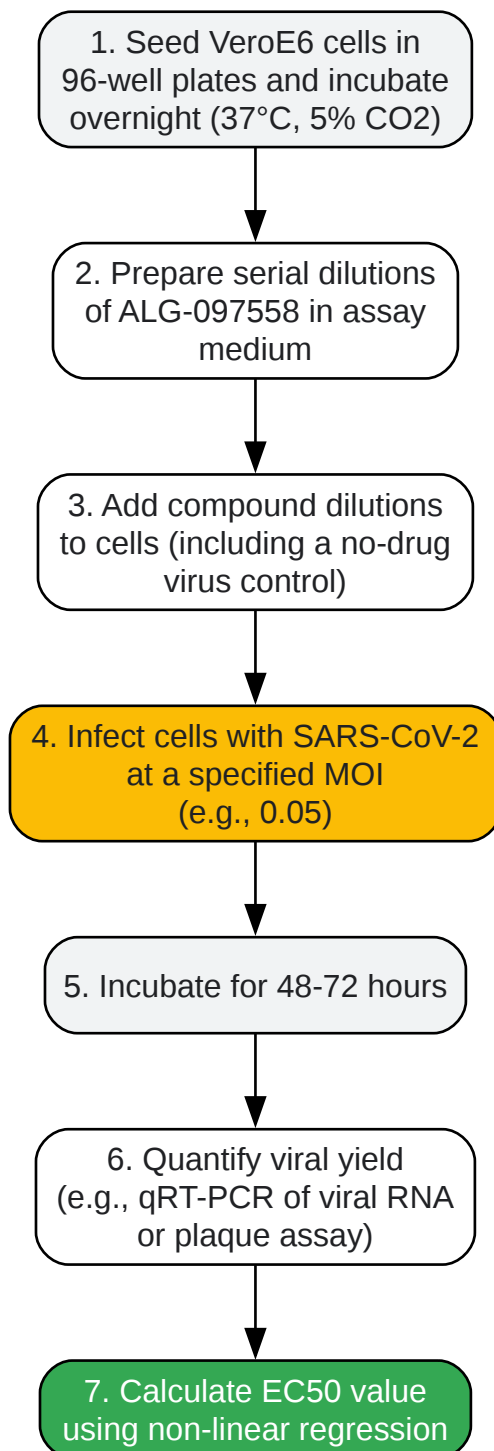 1. Seed VeroE6 cells in
96-well plates and incubate
overnight (37°C, 5% CO2)
2. Prepare serial dilutions
of ALG-097558 in assay
medium
3. Add compound dilutions
to cells (including a no-drug
virus control)
4. Infect cells with SARS-CoV-2
at a specified MOI
(e.g., 0.05)
5. Incubate for 48-72 hours
6. Quantify viral yield
(e.g., qRT-PCR of viral RNA
or plaque assay)
7. Calculate EC50 value
using non-linear regression